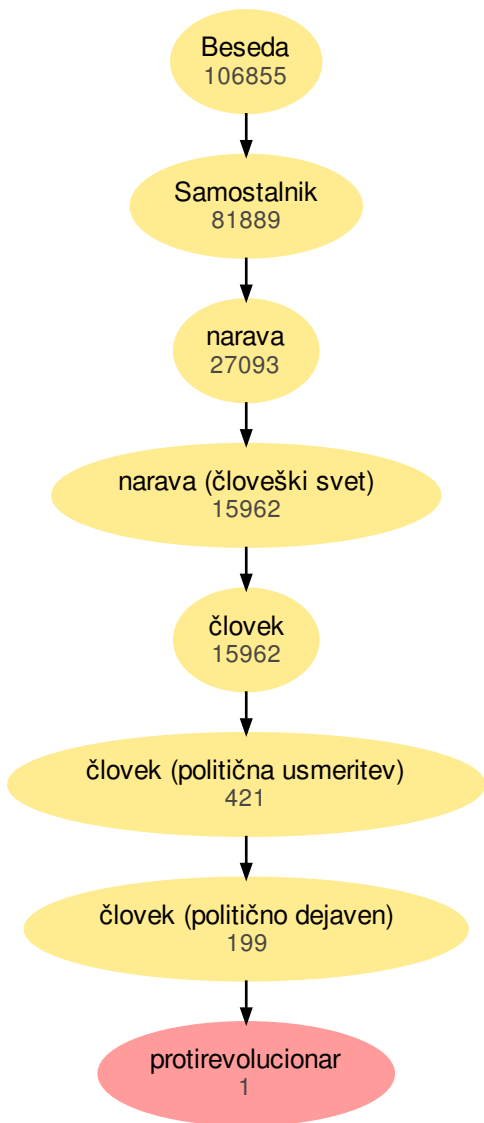 Beseda
106855
Samostalnik
81889
narava
27093
narava (človeški svet)
15962
človek
15962
človek (politična usmeritev)
421
človek (politično dejaven)
199
protirevolucionar
1